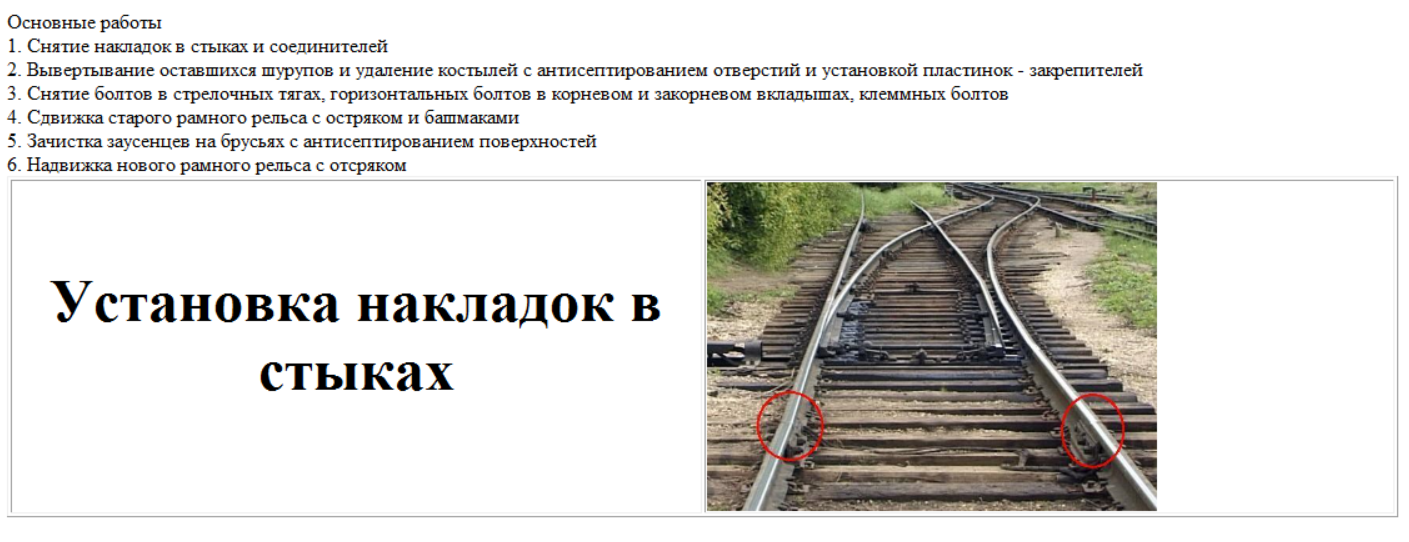 Основные работы
1. Снятие накладок в стыках и соединителей
2. Вывертывание оставшихся шурупов и удаление костылей с антисептированием отверстий и установкой пластинок - закрепителей
3. Снятие болтов в стрелочных тягах, горизонтальных болтов в корневом и закорневом вкладышах, клеммных болтов
4. Сдвижка старого рамного рельса с остряком и башмаками
5. Зачистка заусенцев на брусьях с антисептированием поверхностей
6. Надвижка нового рамного рельса с отсряком
Установка накладок в
стыках